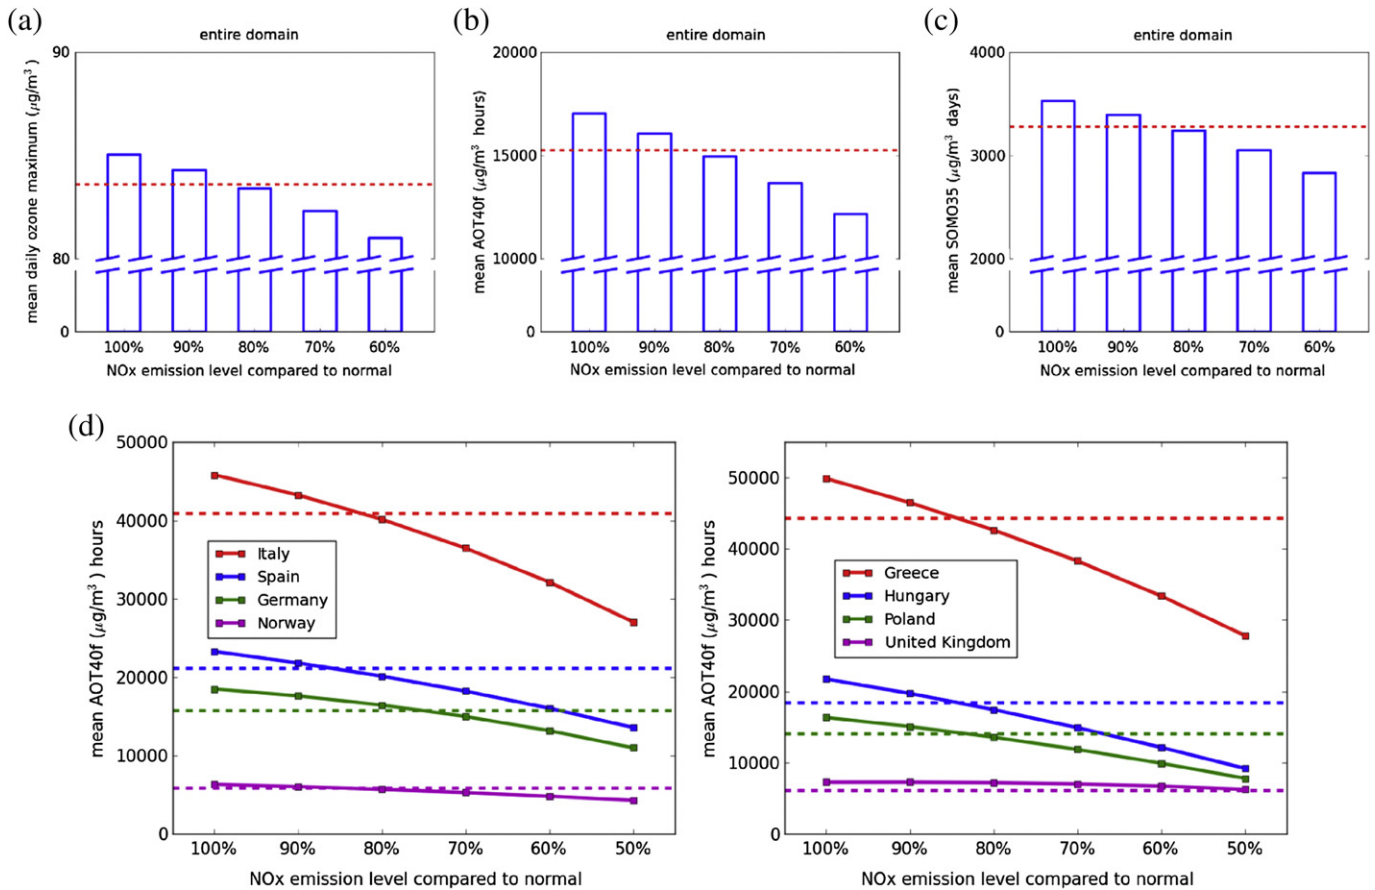 (a)
entire domain
mean daily ozone maximum (μg/m³)
90
80
0
100% 90% 80% 70% 60%
NOx emission level compared to normal
(b)
entire domain
mean AOT40f (μg/m³ hours)
20000
15000
10000
0
100% 90% 80% 70% 60%
NOx emission level compared to normal
(c)
entire domain
mean SOMO35 (μg/m³ days)
4000
3000
2000
0
100% 90% 80% 70% 60%
NOx emission level compared to normal
(d)
mean AOT40f (μg/m³ ) hours
50000
40000
30000
20000
10000
0
Italy
Spain
Germany
Norway
100% 90% 80% 70% 60% 50%
NOx emission level compared to normal
mean AOT40f (μg/m³ ) hours
50000
40000
30000
20000
10000
0
Greece
Hungary
Poland
United Kingdom
100% 90% 80% 70% 60% 50%
NOx emission level compared to normal